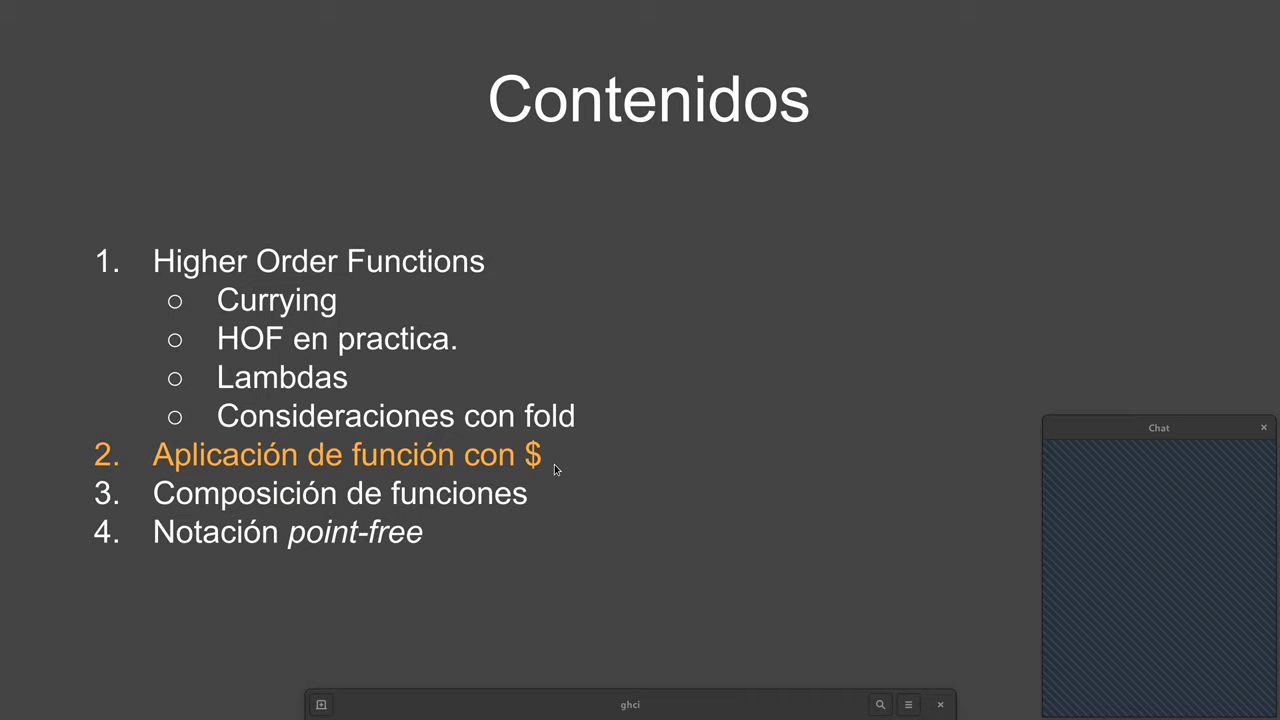 Contenidos
1. Higher Order Functions
○ Currying
○ HOF en practica.
○ Lambdas
○ Consideraciones con fold
2. Aplicación de función con $
3. Composición de funciones
4. Notación point-free
Chat
ghci